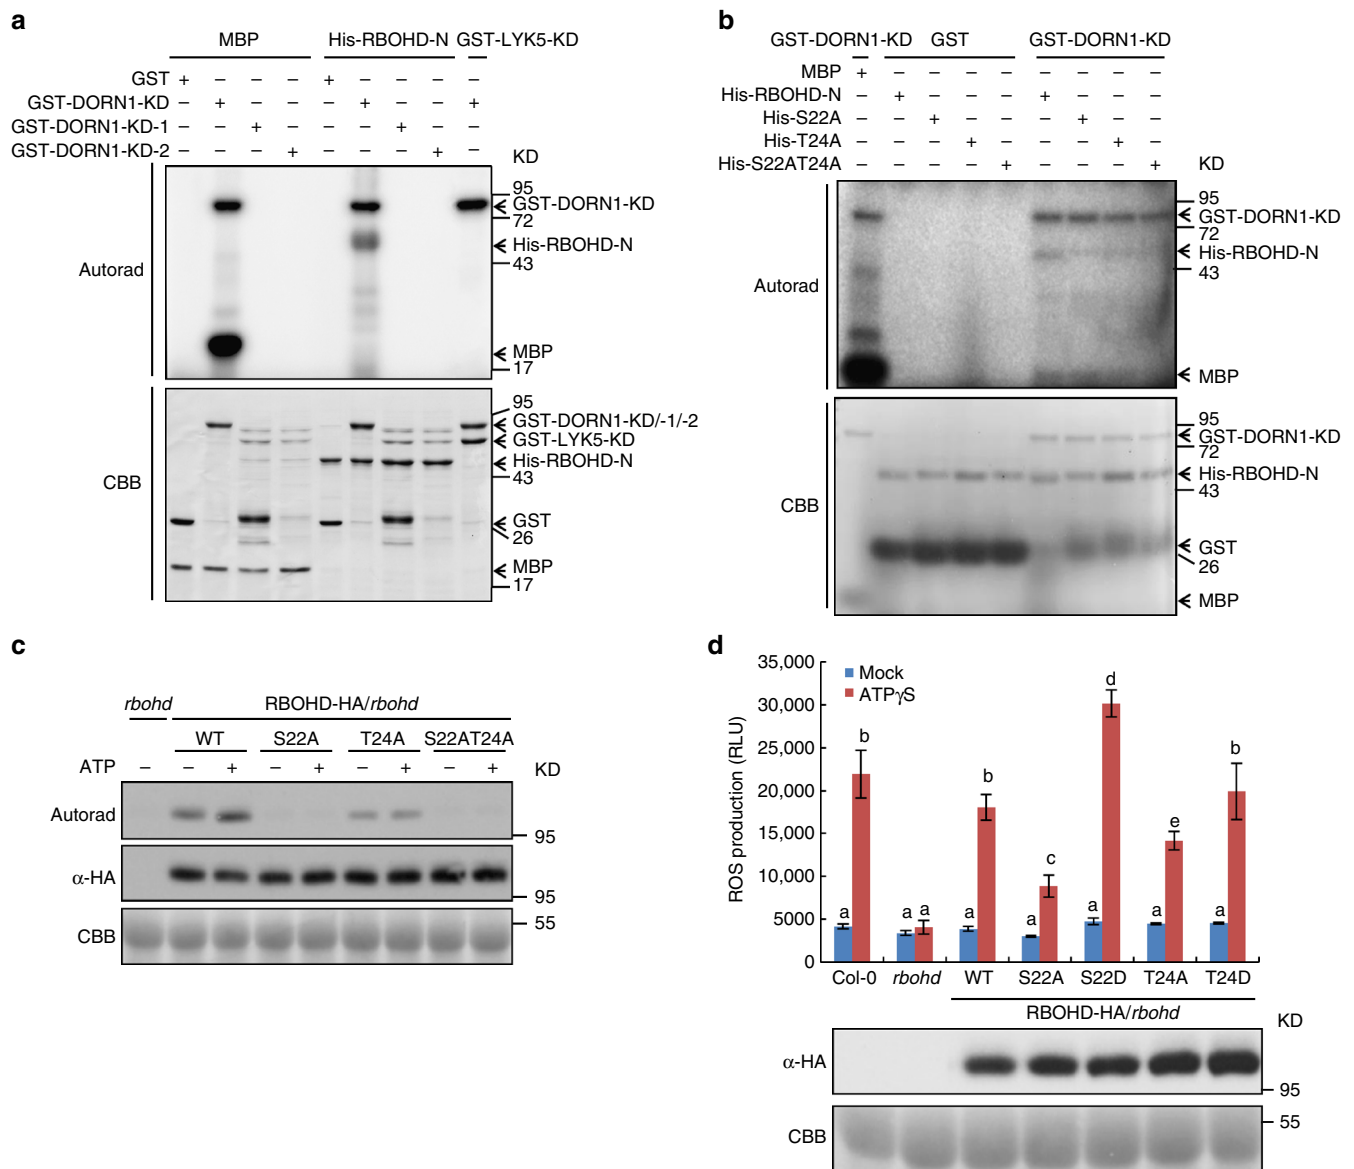 a
MBP His-RBOHD-N GST-LYK5-KD
GST + – – – + – – – –
GST-DORN1-KD – + – – – + – – +
GST-DORN1-KD-1 – – + – – – + – –
GST-DORN1-KD-2 – – – + – – – + –
KD
Autorad
95
GST-DORN1-KD
72
His-RBOHD-N
43
MBP
17
CBB
95
GST-DORN1-KD/-1/-2
GST-LYK5-KD
His-RBOHD-N
43
GST
26
MBP
17
b
GST-DORN1-KD GST GST-DORN1-KD
MBP + – – – – – – – –
His-RBOHD-N – + – – – + – – –
His-S22A – – + – – – + – –
His-T24A – – – + – – – + –
His-S22AT24A – – – – + – – – +
KD
Autorad
95
GST-DORN1-KD
72
His-RBOHD-N
43
MBP
CBB
95
GST-DORN1-KD
72
His-RBOHD-N
43
GST
26
MBP
c
rbohd RBOHD-HA/rbohd
WT S22A T24A S22AT24A
ATP – – + – + – + – + KD
Autorad
95
α-HA
95
CBB
55
d
ROS production (RLU)
35,000
30,000
25,000
20,000
15,000
10,000
5000
0
Mock
ATPγS
a b a a a b a c a d a e a b
Col-0 rbohd WT S22A S22D T24A T24D
RBOHD-HA/rbohd
KD
α-HA
95
CBB
55